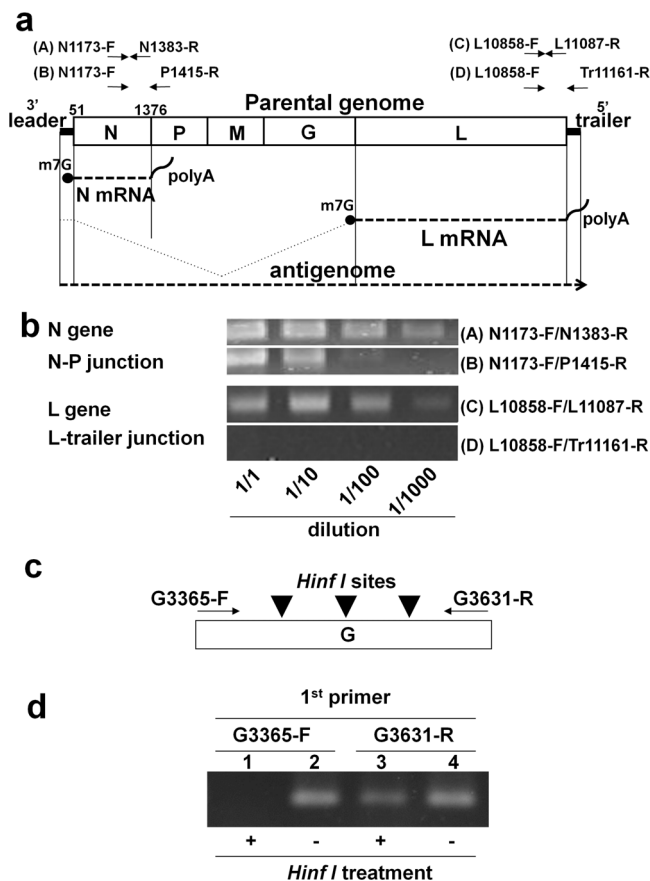 a
(A) N1173-F N1383-R
(B) N1173-F P1415-R
(C) L10858-F L11087-R
(D) L10858-F Tr11161-R
3' 51 1376 Parental genome 5'
leader trailer
N P M G L
m7G
N mRNA polyA
m7G
L mRNA polyA
antigenome
b
N gene (A) N1173-F/N1383-R
N-P junction (B) N1173-F/P1415-R
L gene (C) L10858-F/L11087-R
L-trailer junction (D) L10858-F/Tr11161-R
1/1 1/10 1/100 1/1000
dilution
c
Hinf I sites
G3365-F G3631-R
G
d
1st primer
G3365-F G3631-R
1 2 3 4
+ - + -
Hinf I treatment